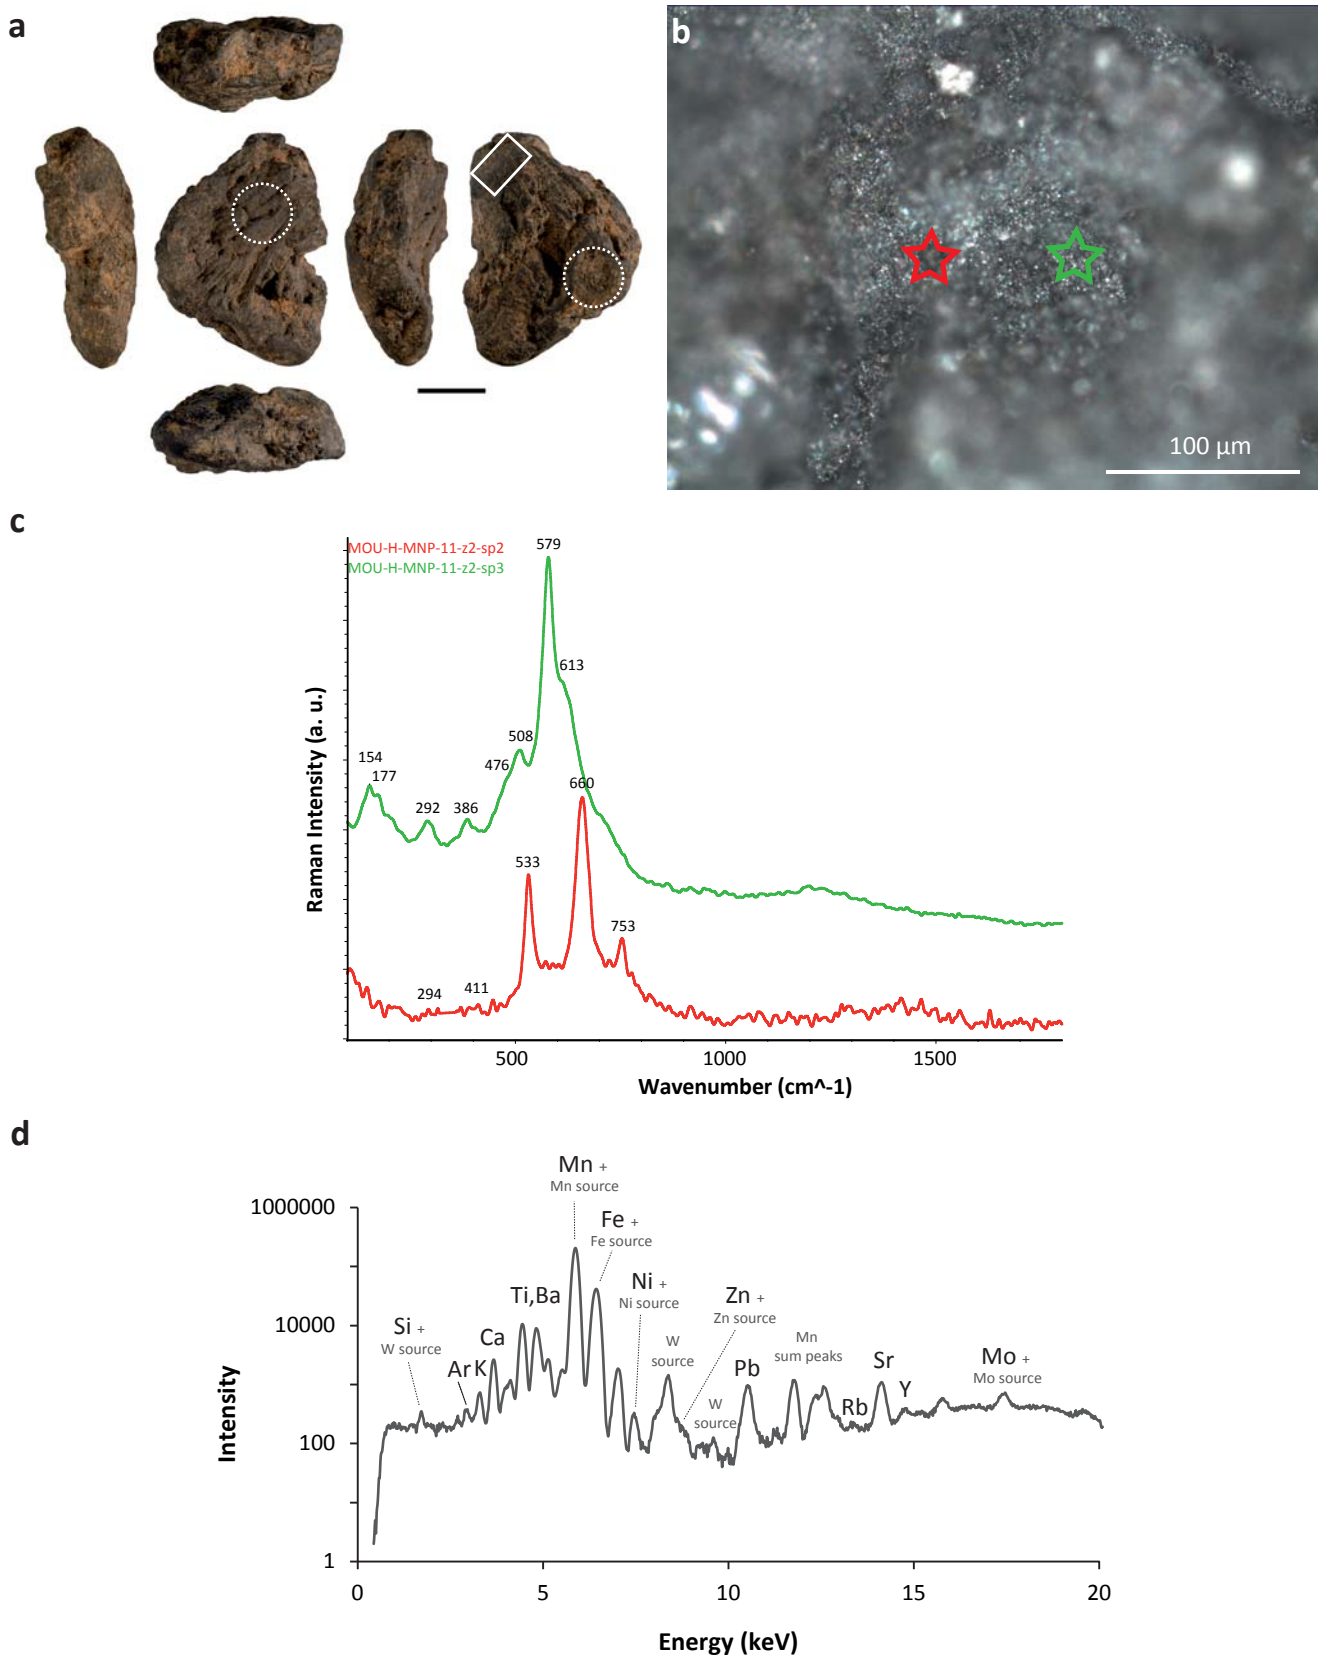 a
b
100 μm
c
MOU-H-MNP-11-z2-sp2
MOU-H-MNP-11-z2-sp3
579
613
508
476
154
177
292
386
660
533
753
294
411
Raman Intensity (a. u.)
500
1000
1500
Wavenumber (cm^-1)
d
Mn +
Mn source
1000000
Fe +
Fe source
Ni +
Ni source
Zn +
Zn source
Ti,Ba
Si +
W source
Ca
10000
W
source
Mn
sum peaks
Ar
K
Pb
Sr
Mo +
Mo source
Y
Rb
W
source
100
1
Intensity
0
5
10
15
20
Energy (keV)